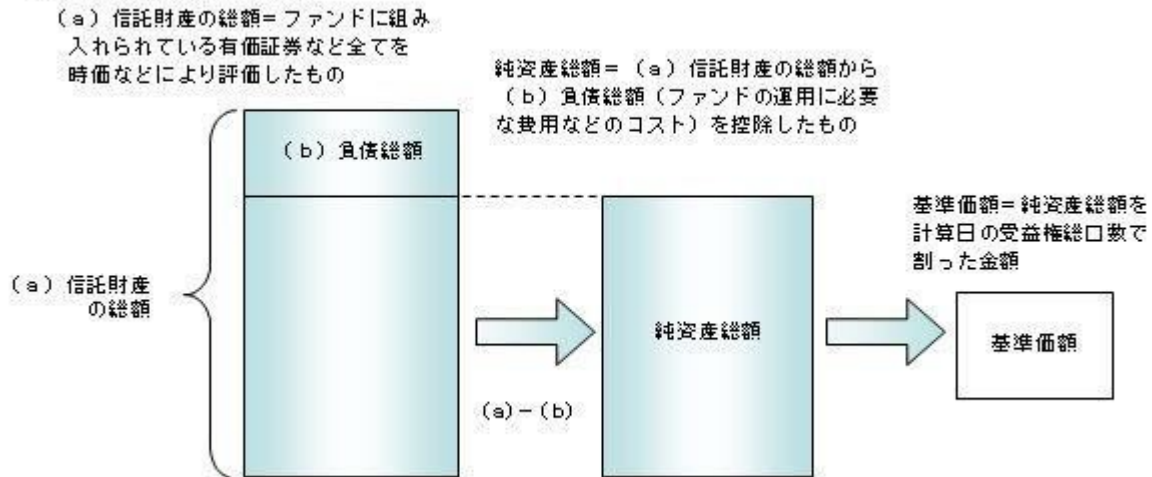 (a)信託財産の総額=ファンドに組み
入れられている有価証券など全てを
時価などにより評価したもの
純資産総額=(a)信託財産の総額から
(b)負債総額(ファンドの運用に必要
な費用などのコスト)を控除したもの
(b)負債総額
基準価額=純資産総額を
計算日の受益権総口数で
割った金額
(a)信託財産
の総額
純資産総額
基準価額
(a)-(b)